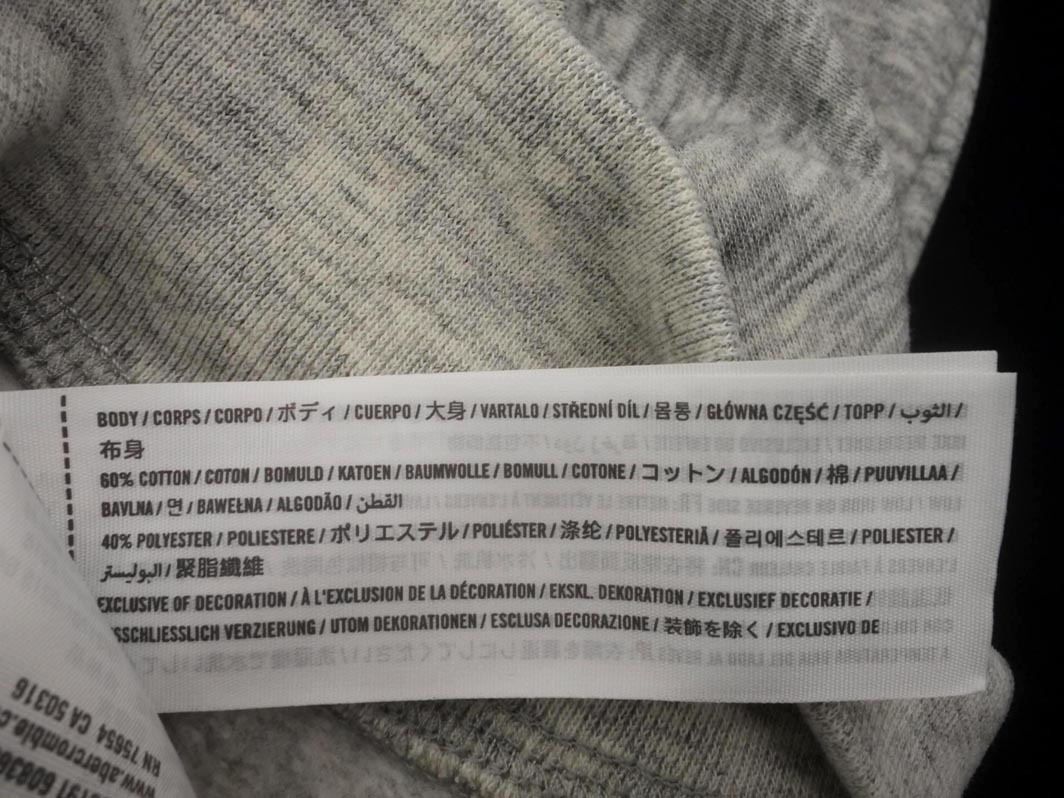 BODY / CORPS / CORPO / ボディ / CUERPO / 大身 / VARTALO / STŘEDNÍ DÍL / 몸통 / GŁÓWNA CZĘŚĆ / TOPP / الثوب /
布身
60% COTTON / COTON / BOMULD / KATOEN / BAUMWOLLE / BOMULL / COTONE / コットン / ALGODÓN / 棉 / PUUVILLAA /
BAVLNA / 면 / BAWEŁNA / ALGODÃO / القطن
40% POLYESTER / POLIESTERE / ポリエステル / POLIÉSTER / 涤纶 / POLYESTERIÄ / 폴리에스테르 / POLIESTER /
البوليستر / 聚脂纖維
EXCLUSIVE OF DECORATION / À L'EXCLUSION DE LA DÉCORATION / EKSKL. DEKORATION / EXCLUSIEF DECORATIE /
SSCHLIESSLICH VERZIERUNG / UTOM DEKORATIONEN / ESCLUSA DECORAZIONE / 装飾を除く / EXCLUSIVO DE
RN 75654 CA 50316
www.abercrombie.c